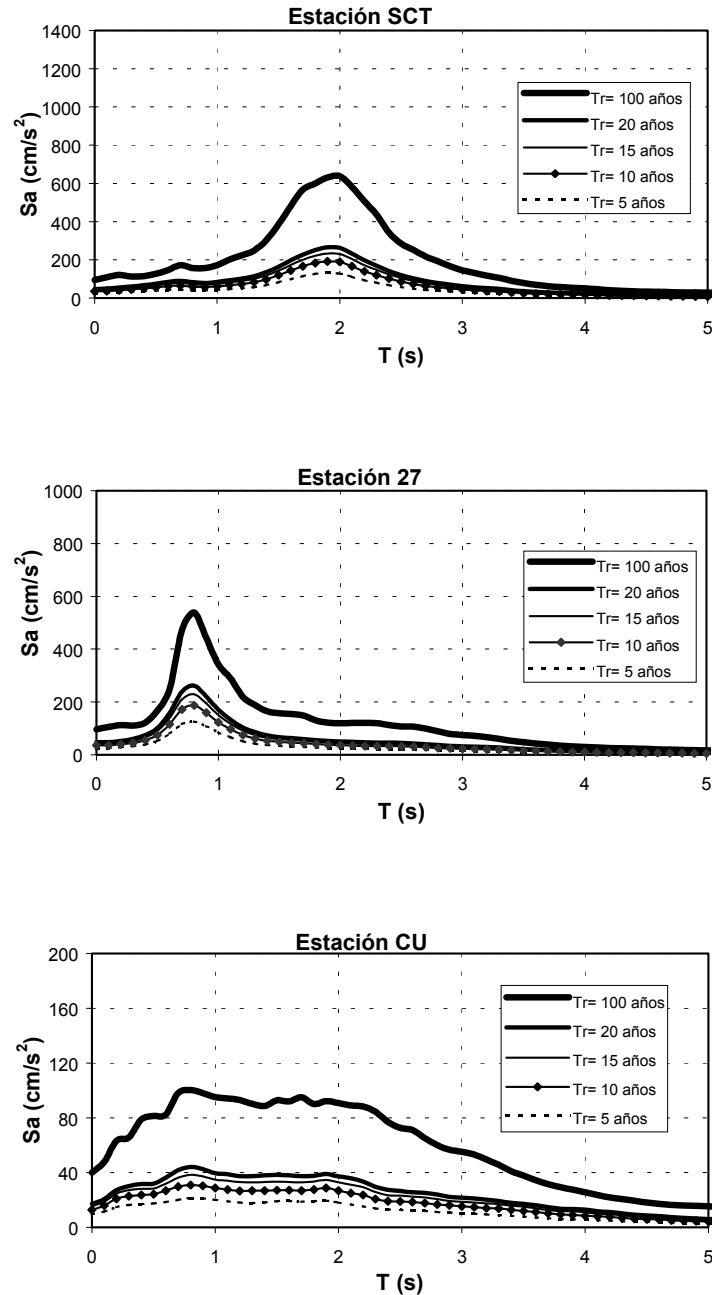 Estación SCT
1400
1200
1000
800
600
400
200
0
Sa (cm/s²)
Tr= 100 años
Tr= 20 años
Tr= 15 años
Tr= 10 años
Tr= 5 años
0 1 2 3 4 5
T (s)
Estación 27
1000
800
600
400
200
0
Sa (cm/s²)
Tr= 100 años
Tr= 20 años
Tr= 15 años
Tr= 10 años
Tr= 5 años
0 1 2 3 4 5
T (s)
Estación CU
200
160
120
80
40
0
Sa (cm/s²)
Tr= 100 años
Tr= 20 años
Tr= 15 años
Tr= 10 años
Tr= 5 años
0 1 2 3 4 5
T (s)